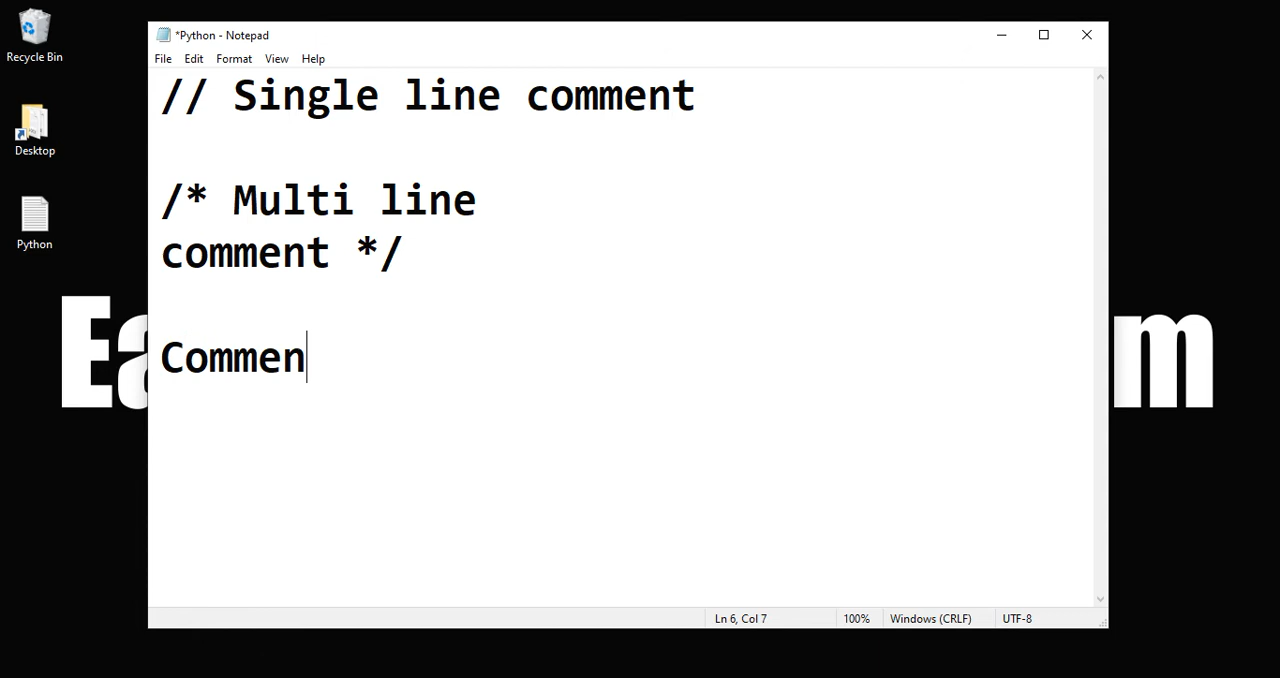 Recycle Bin
Desktop
Python
*Python - Notepad
File Edit Format View Help
// Single line comment
/* Multi line
comment */
Commen
Ln 6, Col 7 100% Windows (CRLF) UTF-8